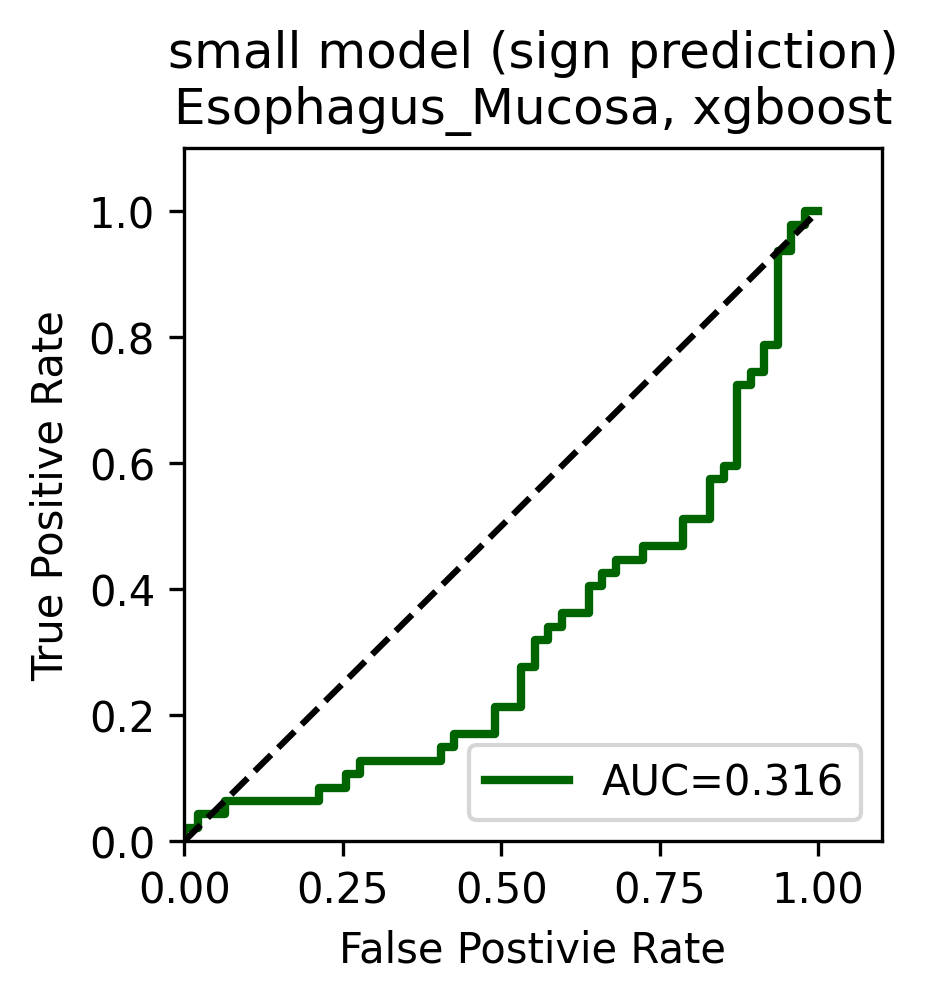 small model (sign prediction)
Esophagus_Mucosa, xgboost
True Positive Rate
1.0
0.8
0.6
0.4
0.2
0.0
AUC=0.316
0.00 0.25 0.50 0.75 1.00
False Postivie Rate